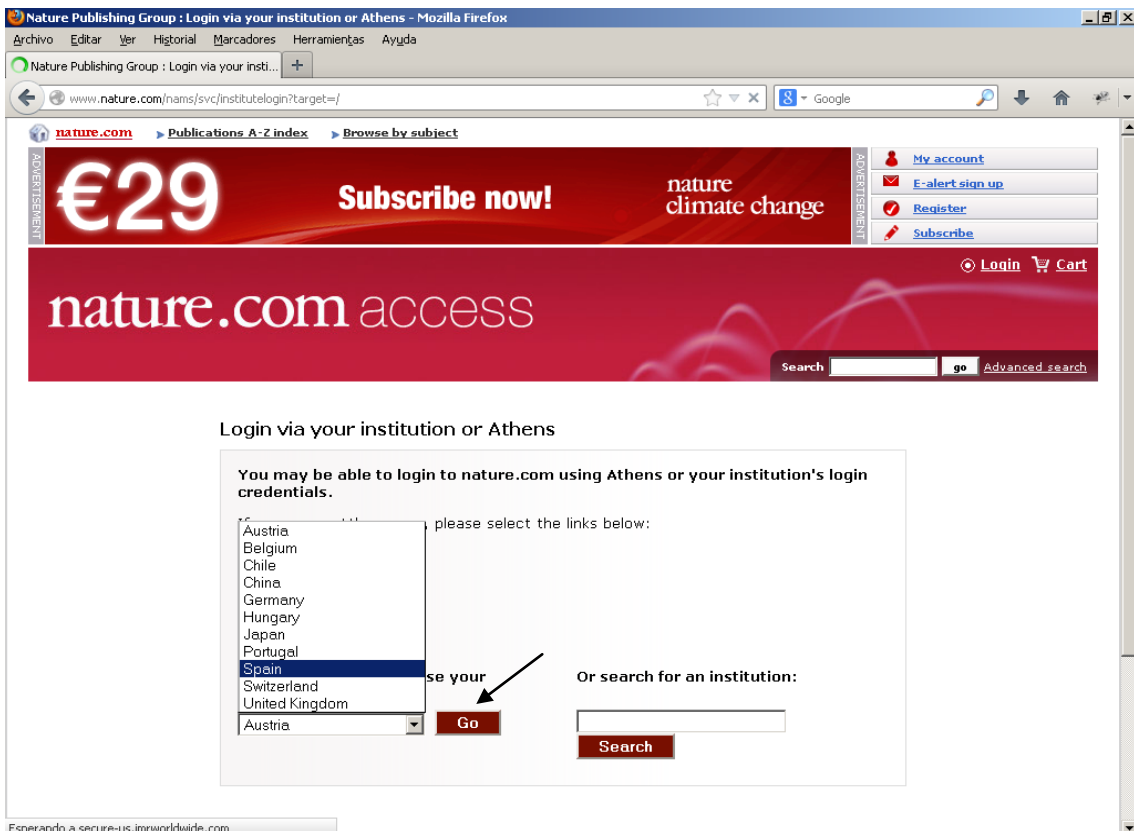 Nature Publishing Group : Login via your institution or Athens - Mozilla Firefox
Archivo Editar Ver Historial Marcadores Herramientas Ayuda
Nature Publishing Group : Login via your insti...
www.nature.com/nams/svc/institutelogin?target=/
Google
nature.com Publications A-Z index Browse by subject
ADVERTISEMENT
€29 Subscribe now! nature climate change
ADVERTISEMENT
My account
E-alert sign up
Register
Subscribe
Login Cart
nature.com access
Search go Advanced search
Login via your institution or Athens
You may be able to login to nature.com using Athens or your institution's login
credentials.
, please select the links below:
Austria
Belgium
Chile
China
Germany
Hungary
Japan
Portugal
Spain
Switzerland
United Kingdom
se your
Or search for an institution:
Austria Go
Search
Esperando a secure-us.imrworldwide.com